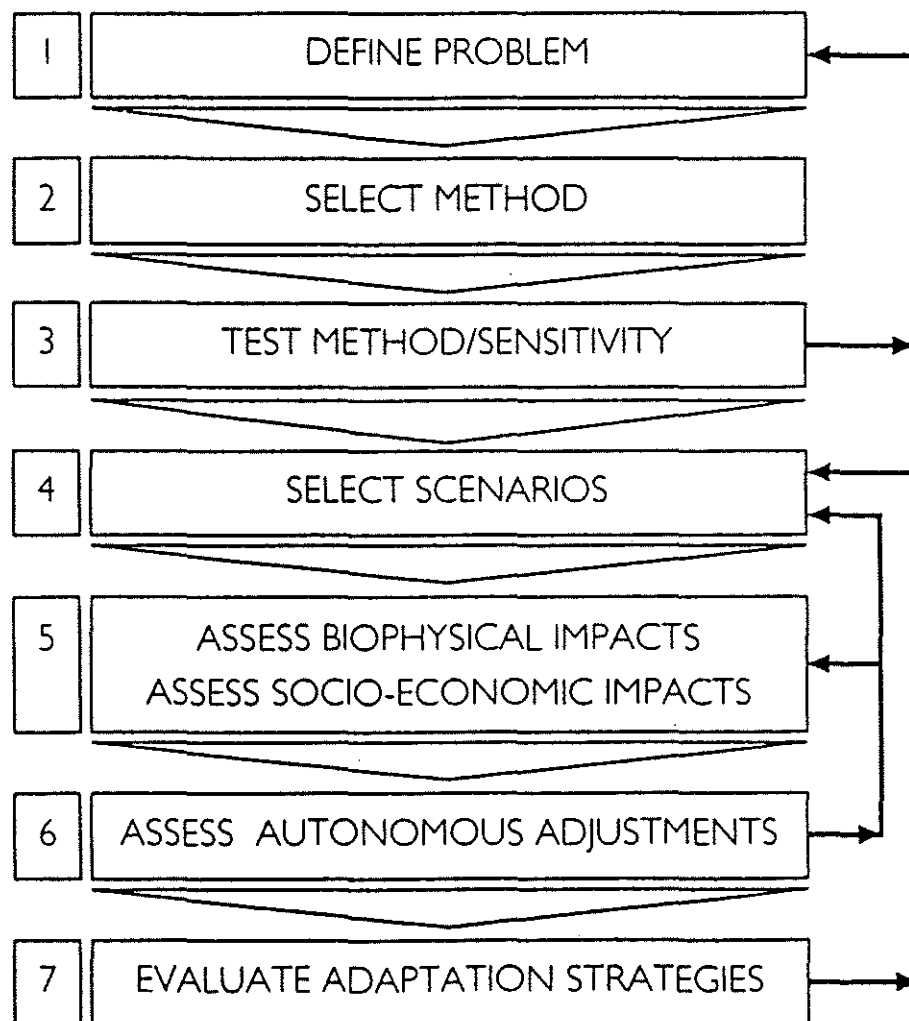 1 DEFINE PROBLEM
2 SELECT METHOD
3 TEST METHOD/SENSITIVITY
4 SELECT SCENARIOS
5 ASSESS BIOPHYSICAL IMPACTS
ASSESS SOCIO-ECONOMIC IMPACTS
6 ASSESS AUTONOMOUS ADJUSTMENTS
7 EVALUATE ADAPTATION STRATEGIES